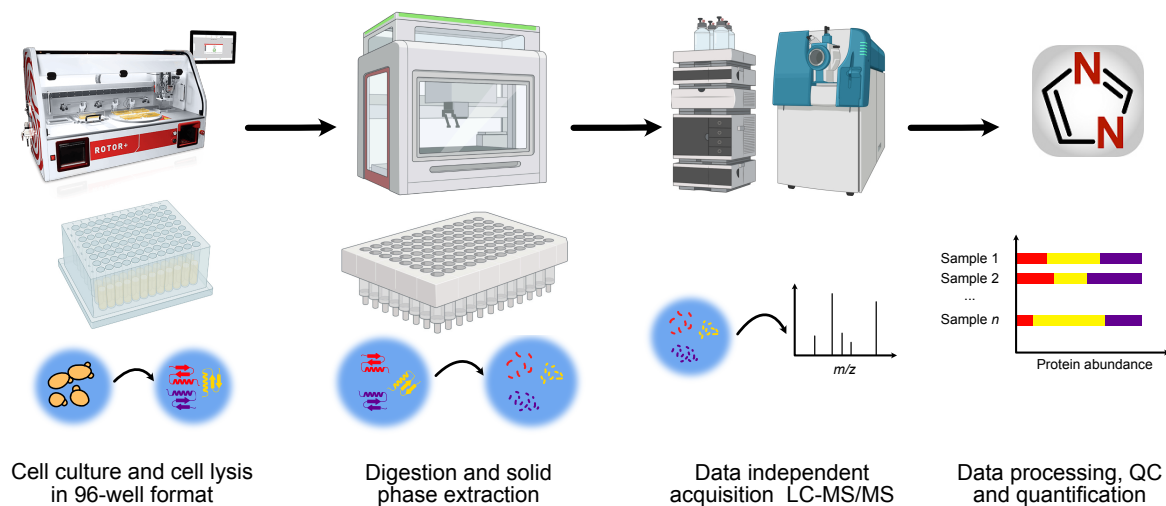 ROTOR+
N
N
Sample 1
Sample 2
...
Sample n
Protein abundance
m/z
Cell culture and cell lysis
in 96-well format
Digestion and solid
phase extraction
Data independent
acquisition LC-MS/MS
Data processing, QC
and quantification